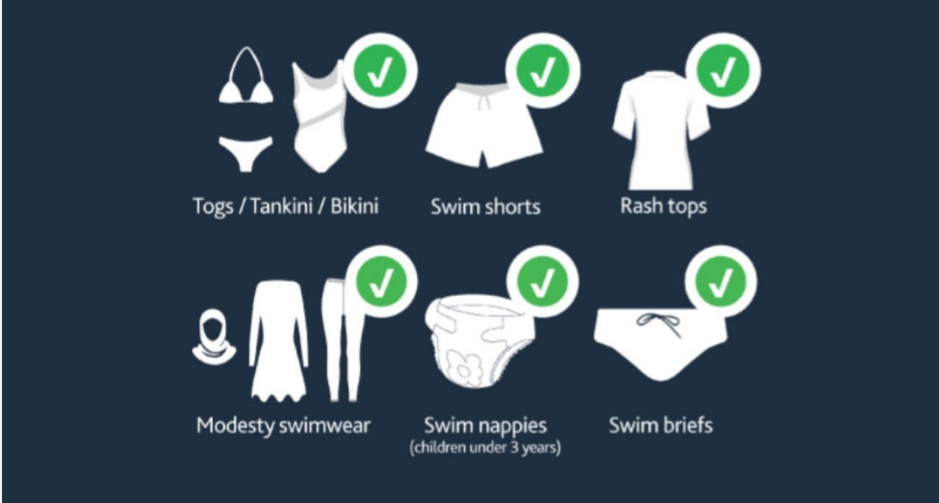 Togs / Tankini / Bikini
Swim shorts
Rash tops
Modesty swimwear
Swim nappies
(children under 3 years)
Swim briefs